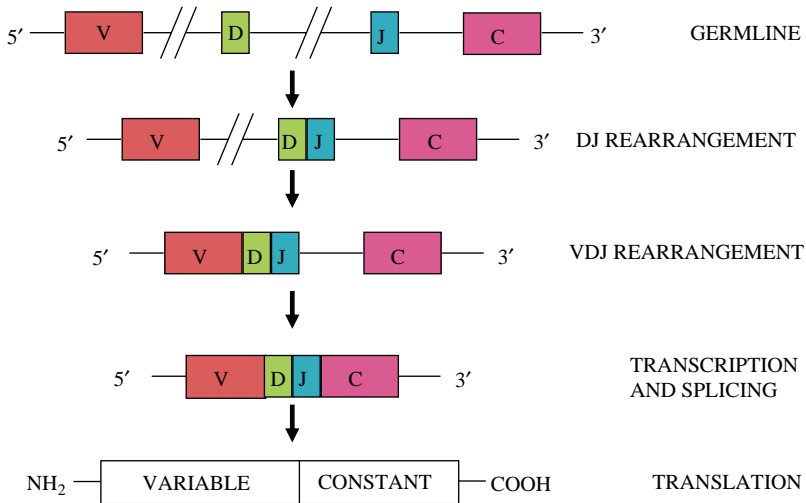 5′ V D J C 3′ GERMLINE
5′ V D J C 3′ DJ REARRANGEMENT
5′ V D J C 3′ VDJ REARRANGEMENT
5′ V D J C 3′ TRANSCRIPTION
AND SPLICING
NH₂ VARIABLE CONSTANT COOH TRANSLATION